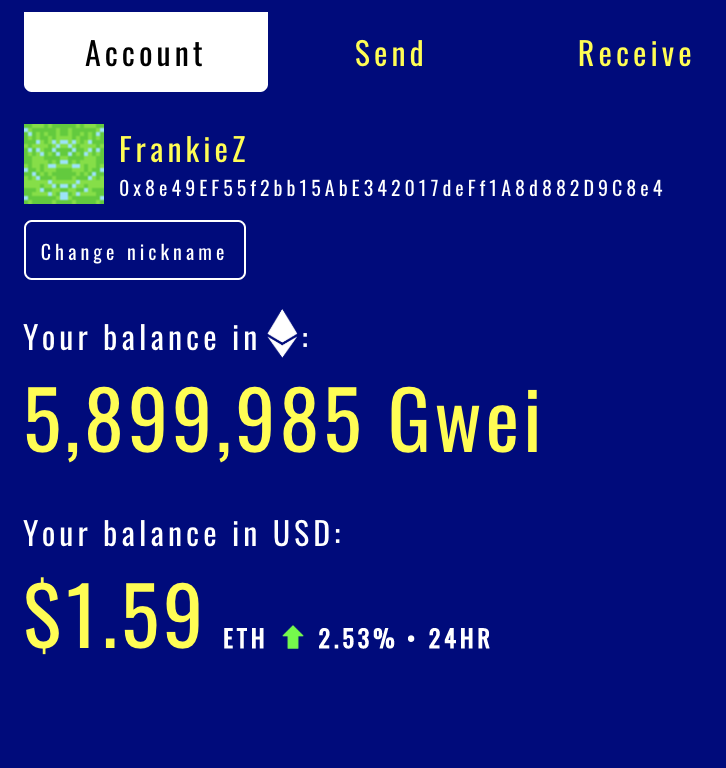 Account Send Receive
FrankieZ
0x8e49EF55f2bb15AbE342017deFf1A8d882D9C8e4
Change nickname
Your balance in :
5,899,985 Gwei
Your balance in USD:
$1.59 ETH 2.53% • 24HR